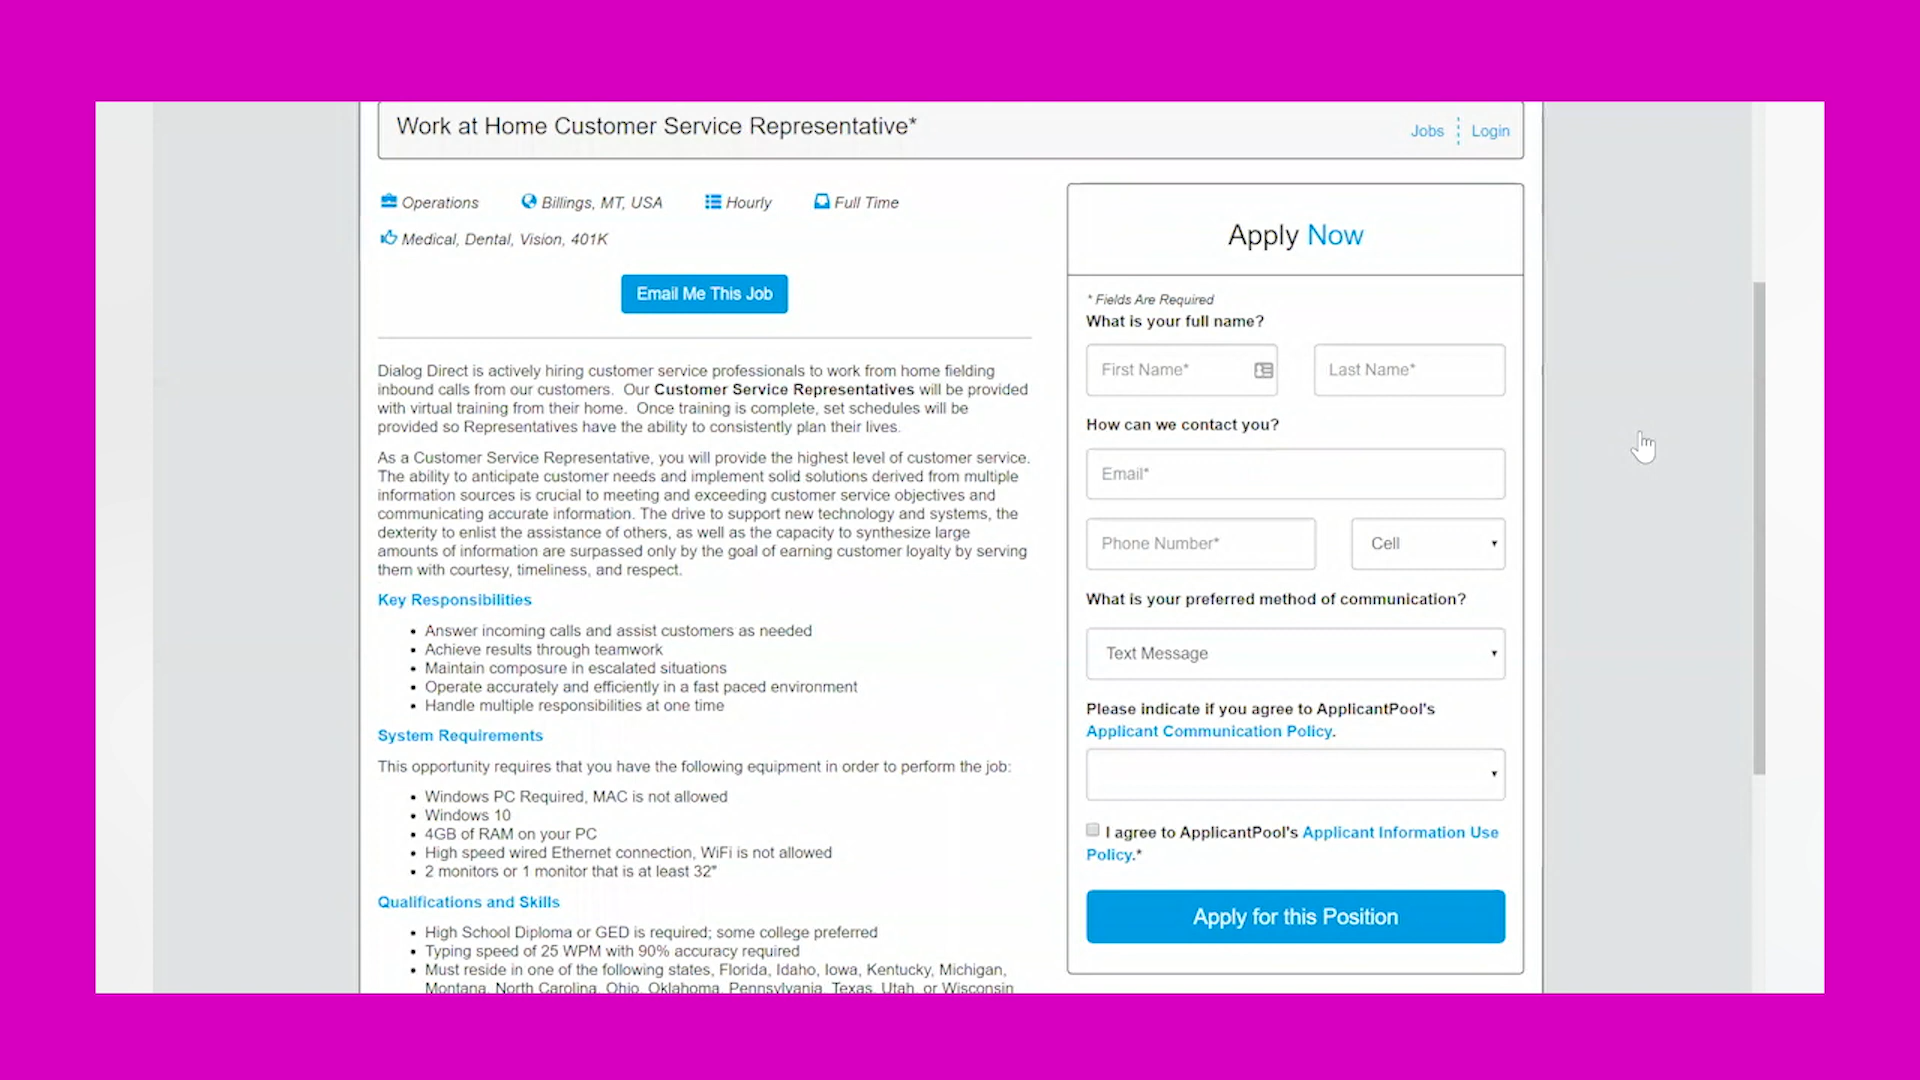 Work at Home Customer Service Representative*
Jobs
Login
Operations
Billings, MT, USA
Hourly
Full Time
Medical, Dental, Vision, 401K
Email Me This Job
Dialog Direct is actively hiring customer service professionals to work from home fielding
inbound calls from our customers. Our Customer Service Representatives will be provided
with virtual training from their home. Once training is complete, set schedules will be
provided so Representatives have the ability to consistently plan their lives.
As a Customer Service Representative, you will provide the highest level of customer service.
The ability to anticipate customer needs and implement solid solutions derived from multiple
information sources is crucial to meeting and exceeding customer service objectives and
communicating accurate information. The drive to support new technology and systems, the
dexterity to enlist the assistance of others, as well as the capacity to synthesize large
amounts of information are surpassed only by the goal of earning customer loyalty by serving
them with courtesy, timeliness, and respect.
Key Responsibilities
• Answer incoming calls and assist customers as needed
• Achieve results through teamwork
• Maintain composure in escalated situations
• Operate accurately and efficiently in a fast paced environment
• Handle multiple responsibilities at one time
System Requirements
This opportunity requires that you have the following equipment in order to perform the job:
• Windows PC Required, MAC is not allowed
• Windows 10
• 4GB of RAM on your PC
• High speed wired Ethernet connection, WiFi is not allowed
• 2 monitors or 1 monitor that is at least 32"
Qualifications and Skills
• High School Diploma or GED is required; some college preferred
• Typing speed of 25 WPM with 90% accuracy required
• Must reside in one of the following states, Florida, Idaho, Iowa, Kentucky, Michigan,
Montana, North Carolina, Ohio, Oklahoma, Pennsylvania, Texas, Utah, or Wisconsin
Apply Now
* Fields Are Required
What is your full name?
First Name*
Last Name*
How can we contact you?
Email*
Phone Number*
Cell
What is your preferred method of communication?
Text Message
Please indicate if you agree to ApplicantPool's
Applicant Communication Policy.
I agree to ApplicantPool's Applicant Information Use
Policy.*
Apply for this Position